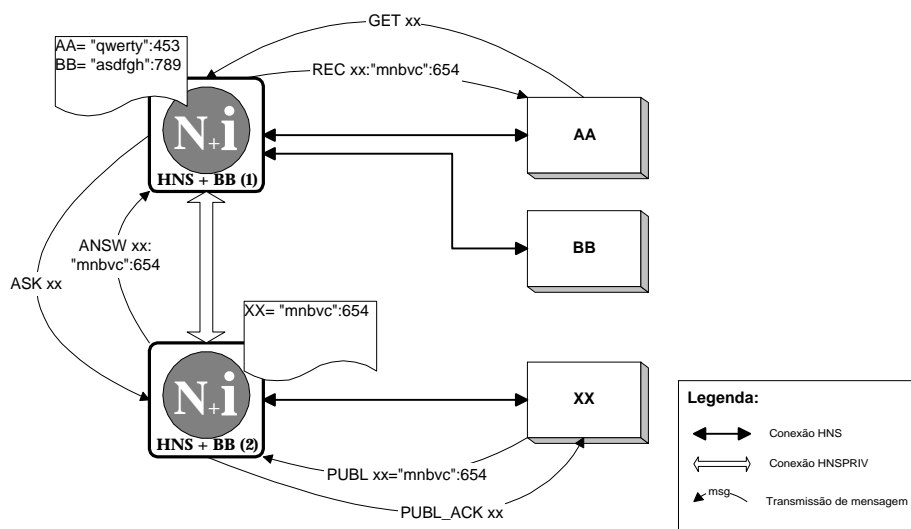 GET xx
AA= "qwerty":453
BB= "asdfgh":789
REC xx:"mnbvc":654
N+i
HNS + BB (1)
AA
BB
ANSW xx:
"mnbvc":654
ASK xx
XX= "mnbvc":654
N+i
HNS + BB (2)
XX
PUBL xx="mnbvc":654
PUBL_ACK xx
Legenda:
Conexão HNS
Conexão HNSPRIV
msg
Transmissão de mensagem